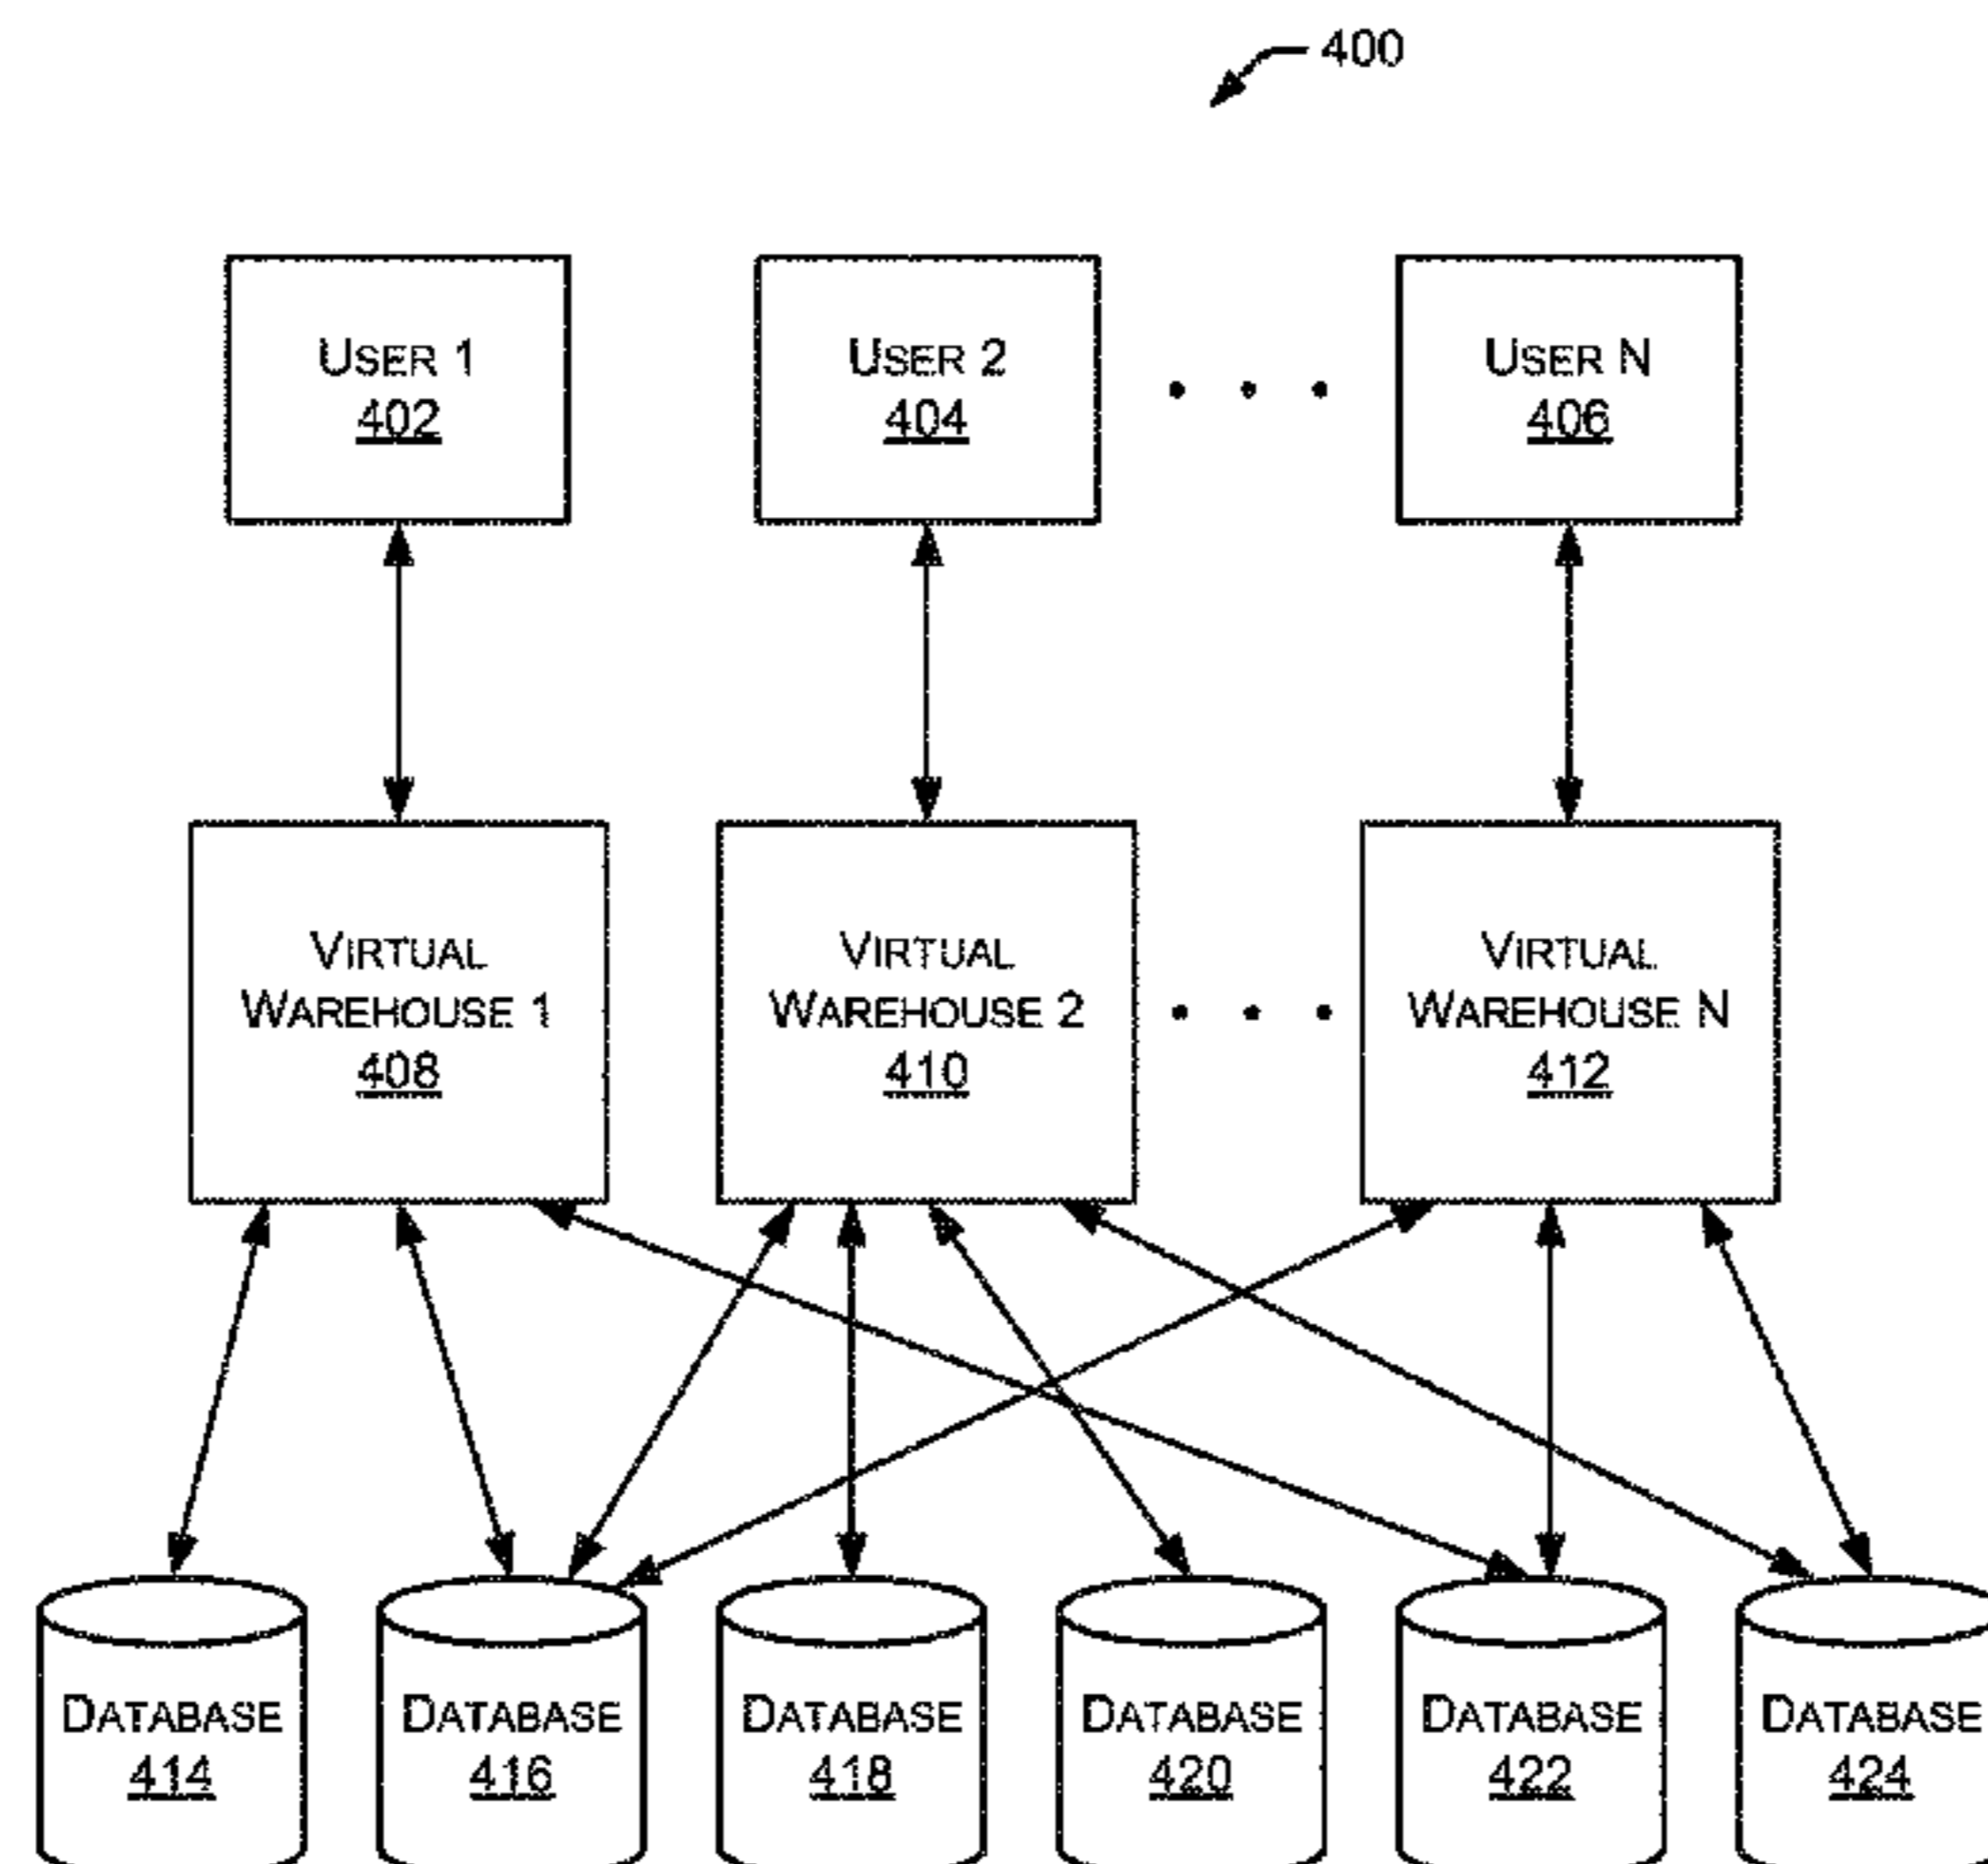 400
USER 1
402
USER 2
404
USER N
406
VIRTUAL
WAREHOUSE 1
408
VIRTUAL
WAREHOUSE 2
410
VIRTUAL
WAREHOUSE N
412
DATABASE
414
DATABASE
416
DATABASE
418
DATABASE
420
DATABASE
422
DATABASE
424